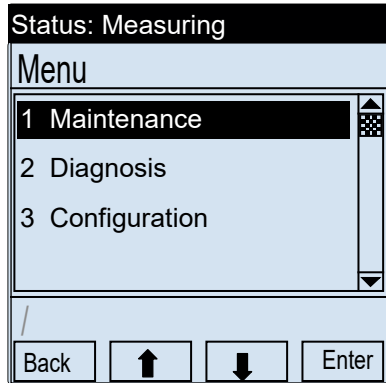 Status: Measuring
Menu
1 Maintenance
2 Diagnosis
3 Configuration
/
Back ⬆ ⬇ Enter